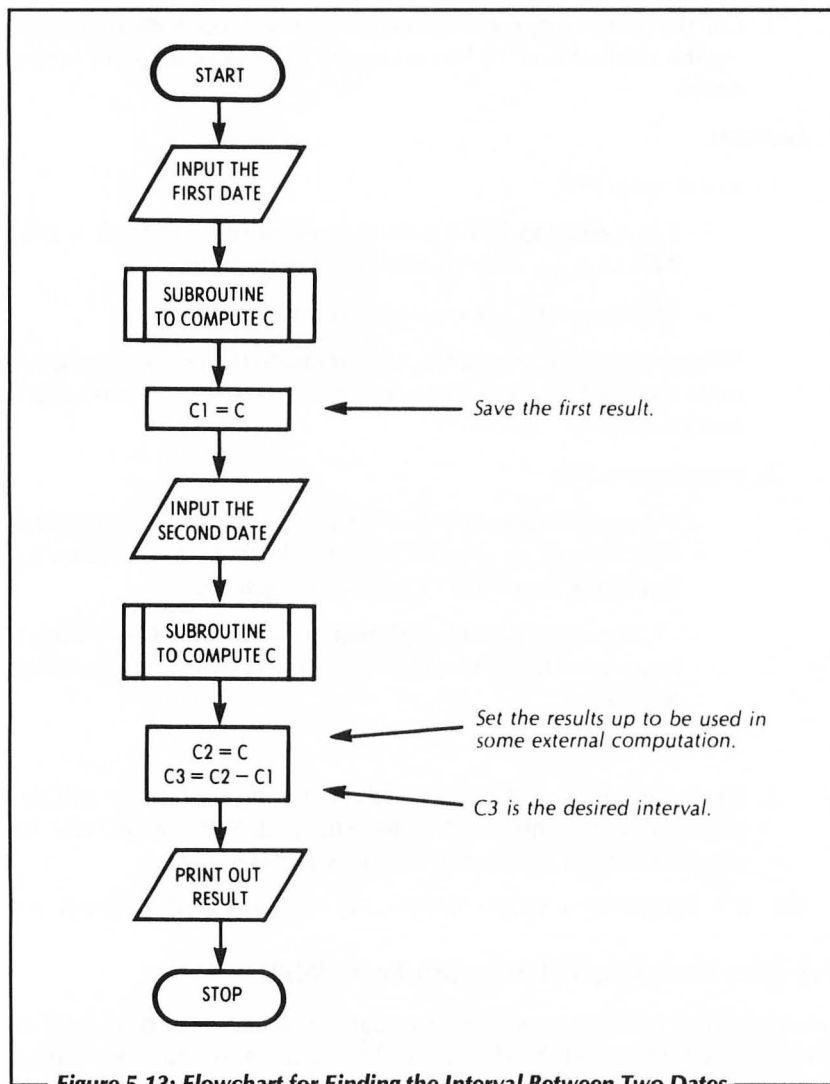 START
INPUT THE
FIRST DATE
SUBROUTINE
TO COMPUTE C
C1 = C
Save the first result.
INPUT THE
SECOND DATE
SUBROUTINE
TO COMPUTE C
C2 = C
C3 = C2 − C1
Set the results up to be used in
some external computation.
C3 is the desired interval.
PRINT OUT
RESULT
STOP
Figure 5.13: Flowchart for Finding the Interval Between Two Dates